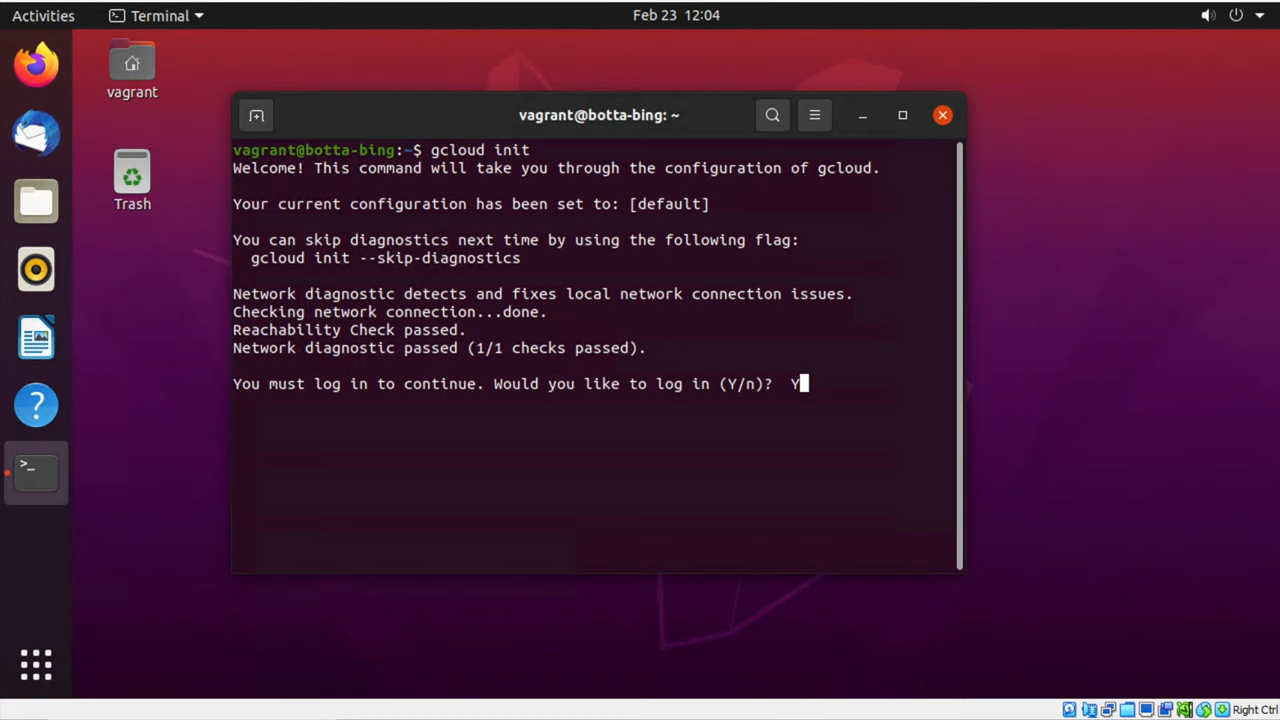 Activities
Terminal
Feb 23 12:04
vagrant
Trash
vagrant@botta-bing: ~
vagrant@botta-bing:~$ gcloud init
Welcome! This command will take you through the configuration of gcloud.
Your current configuration has been set to: [default]
You can skip diagnostics next time by using the following flag:
gcloud init --skip-diagnostics
Network diagnostic detects and fixes local network connection issues.
Checking network connection...done.
Reachability Check passed.
Network diagnostic passed (1/1 checks passed).
You must log in to continue. Would you like to log in (Y/n)?  Y
Right Ctrl